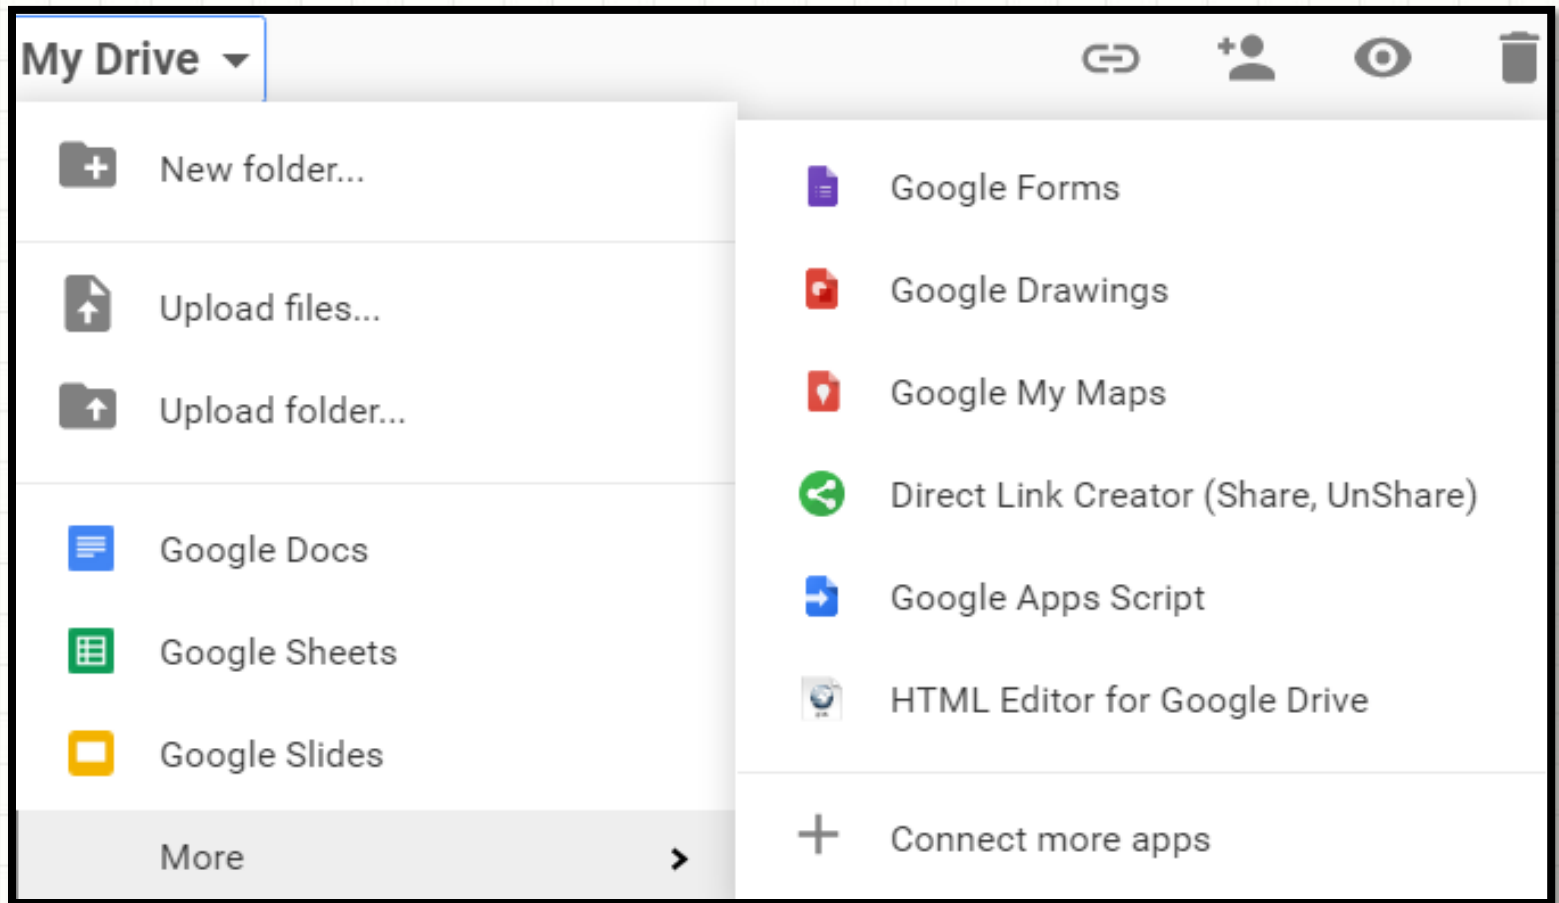 My Drive
New folder...
Upload files...
Upload folder...
Google Docs
Google Sheets
Google Slides
More
Google Forms
Google Drawings
Google My Maps
Direct Link Creator (Share, UnShare)
Google Apps Script
HTML Editor for Google Drive
Connect more apps